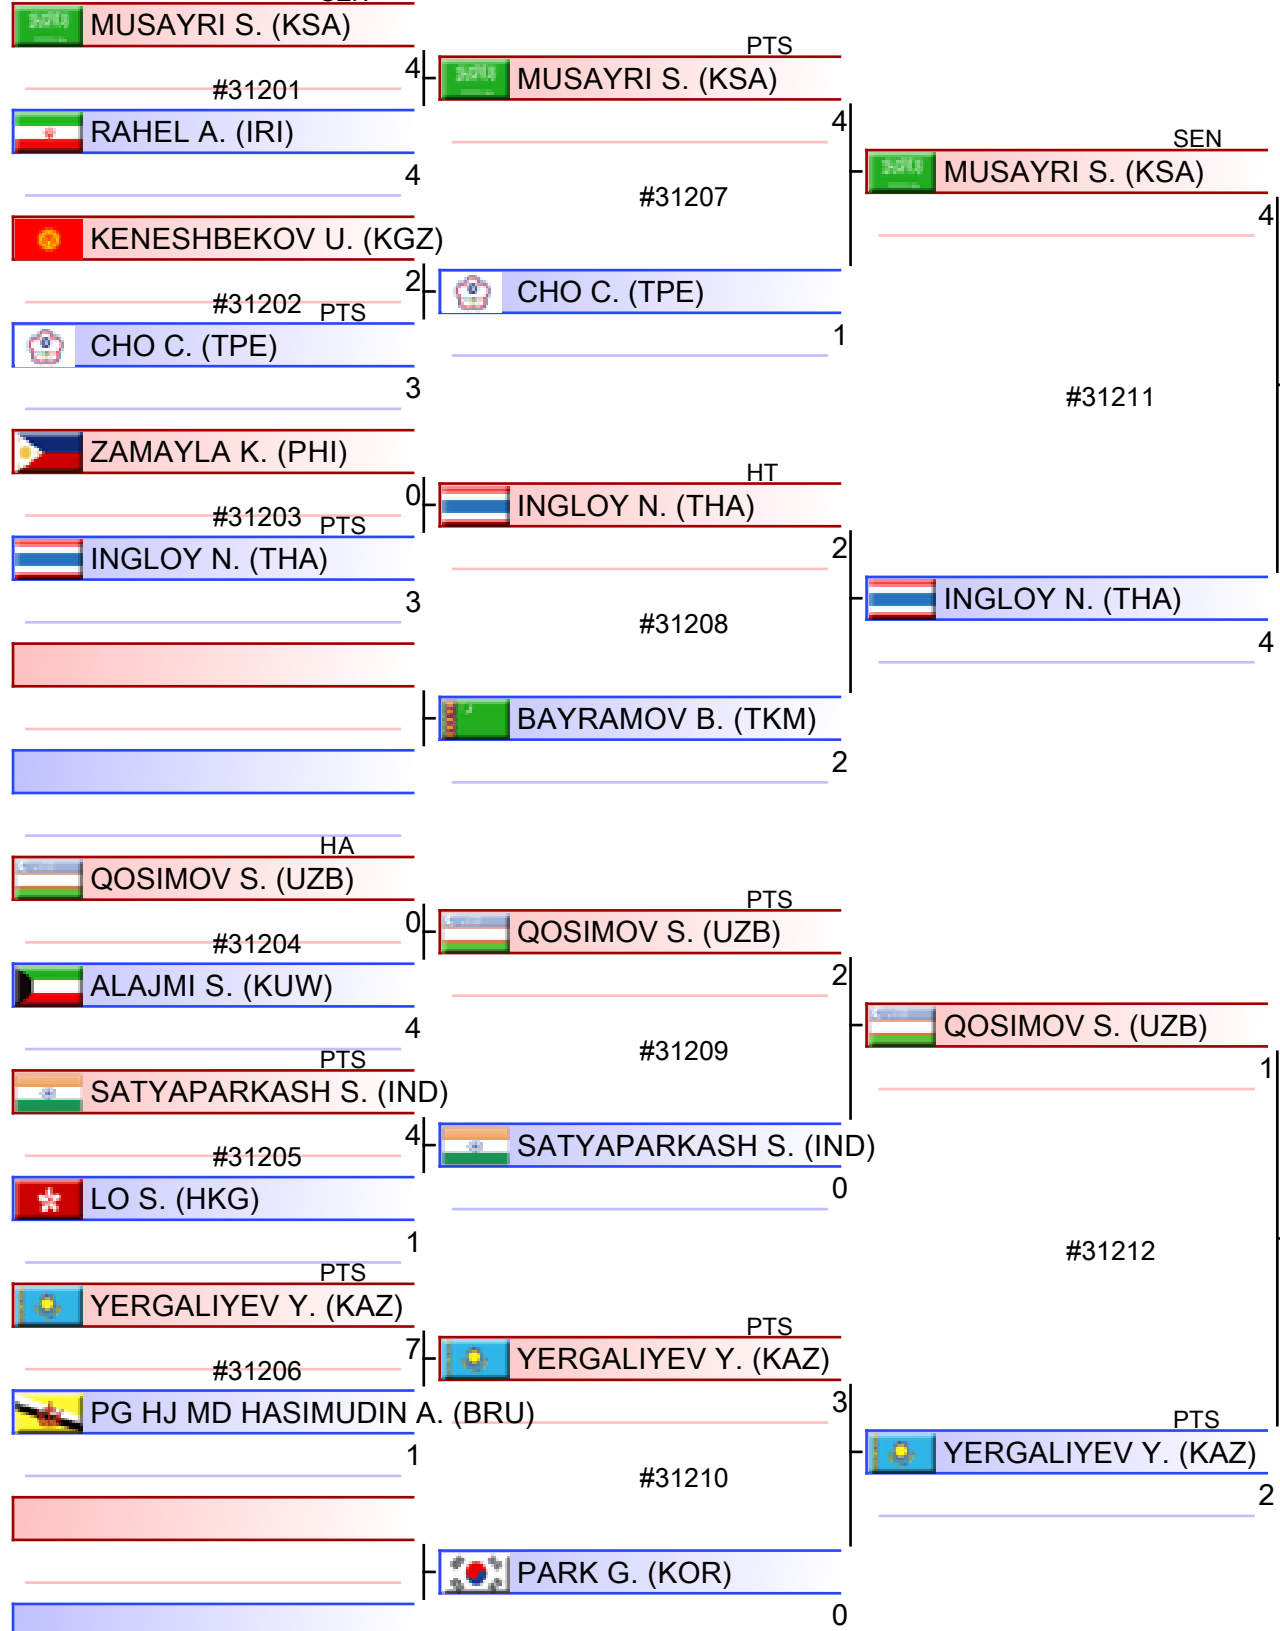 MUSAYRI S. (KSA)
4
#31201
RAHEL A. (IRI)
4
KENESHBEKOV U. (KGZ)
2
#31202
PTS
CHO C. (TPE)
3
ZAMAYLA K. (PHI)
0
#31203
PTS
INGLOY N. (THA)
3
HA
QOSIMOV S. (UZB)
0
#31204
ALAJMI S. (KUW)
4
PTS
SATYAPARKASH S. (IND)
4
#31205
LO S. (HKG)
1
PTS
YERGALIYEV Y. (KAZ)
7
#31206
PG HJ MD HASIMUDIN A. (BRU)
1
PTS
MUSAYRI S. (KSA)
4
#31207
CHO C. (TPE)
1
HT
INGLOY N. (THA)
2
#31208
BAYRAMOV B. (TKM)
2
PTS
QOSIMOV S. (UZB)
2
#31209
SATYAPARKASH S. (IND)
0
PTS
YERGALIYEV Y. (KAZ)
3
#31210
PARK G. (KOR)
0
SEN
MUSAYRI S. (KSA)
4
#31211
INGLOY N. (THA)
4
QOSIMOV S. (UZB)
1
#31212
PTS
YERGALIYEV Y. (KAZ)
2